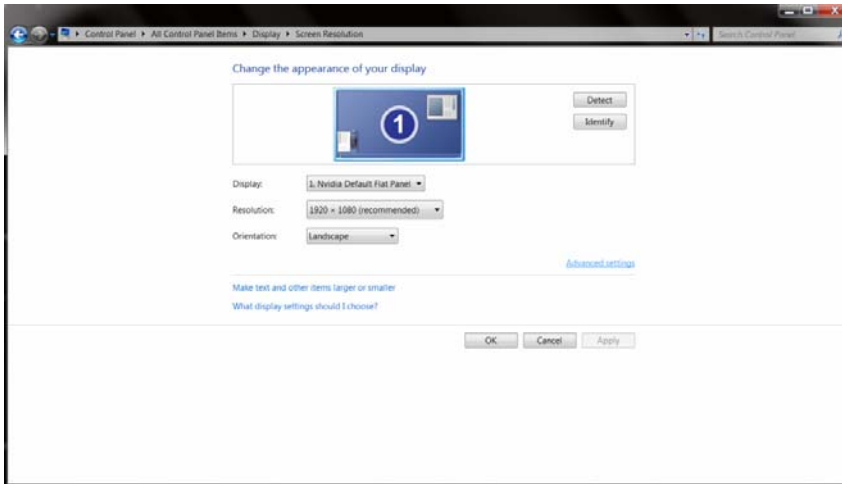 Control Panel ▸ All Control Panel Items ▸ Display ▸ Screen Resolution
Search Control Panel
Change the appearance of your display
1
Detect
Identify
Display: 1. Nvidia Default Flat Panel
Resolution: 1920 × 1080 (recommended)
Orientation: Landscape
Advanced settings
Make text and other items larger or smaller
What display settings should I choose?
OK Cancel Apply